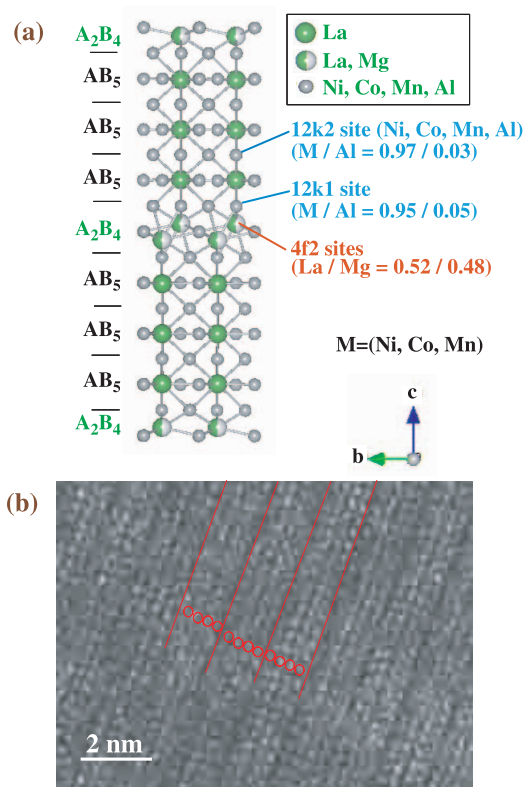 (a)
A2B4
AB5
AB5
AB5
A2B4
AB5
AB5
AB5
A2B4
La
La, Mg
Ni, Co, Mn, Al
12k2 site (Ni, Co, Mn, Al)
(M / Al = 0.97 / 0.03)
12k1 site
(M / Al = 0.95 / 0.05)
4f2 sites
(La / Mg = 0.52 / 0.48)
M=(Ni, Co, Mn)
c
b
(b)
2 nm